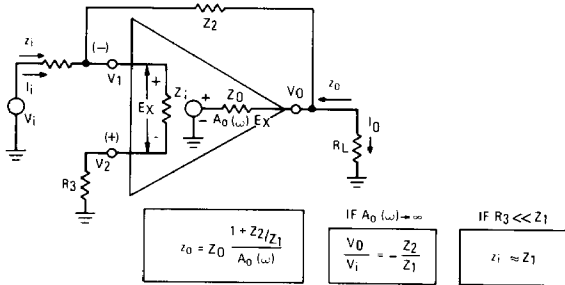 Z2
zi
(−)
Ii
V1
Vi
+
EX
Zi
-
+
-
Z0
A0 (ω) EX
V0
z0
I0
RL
(+)
V2
R3
z0 = Z0 (1 + Z2/Z1) / A0 (ω)
IF A0 (ω)→∞
V0 / Vi = − Z2 / Z1
IF R3 << Z1
zi ≈ Z1